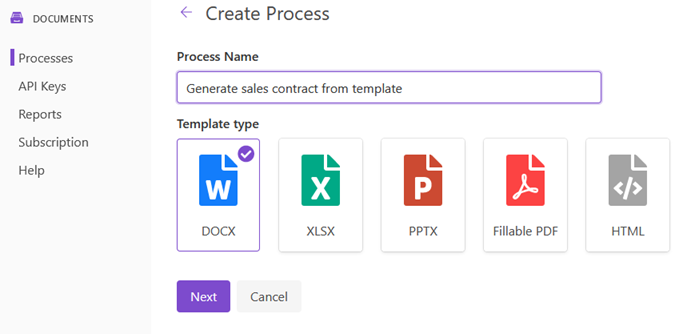 DOCUMENTS
Processes
API Keys
Reports
Subscription
Help
Create Process
Process Name
Generate sales contract from template
Template type
W
X
P
</>
DOCX
XLSX
PPTX
Fillable PDF
HTML
Next
Cancel